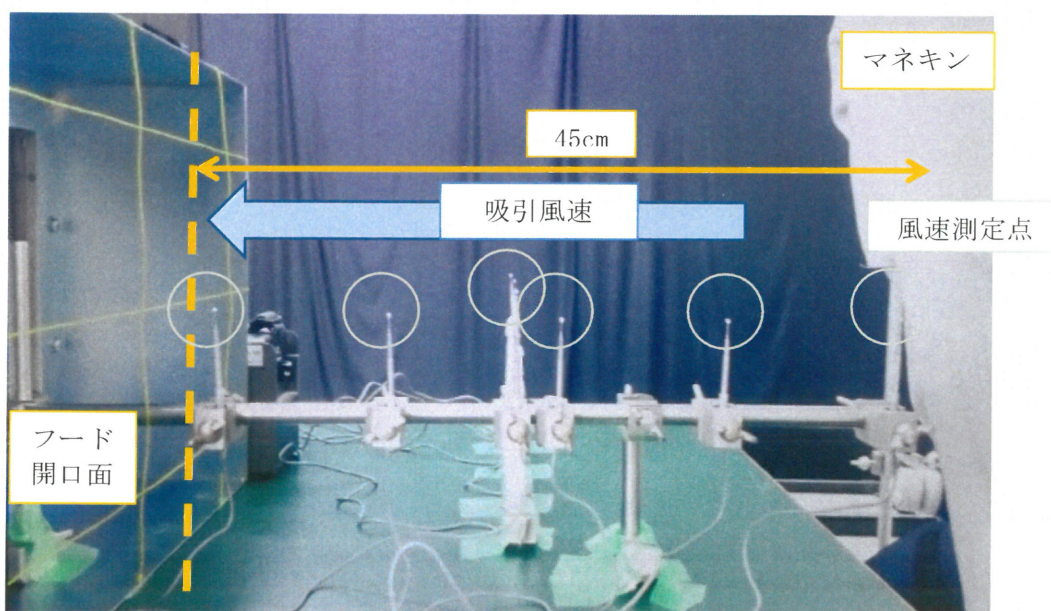 マネキン
45cm
吸引風速
風速測定点
フード
開口面